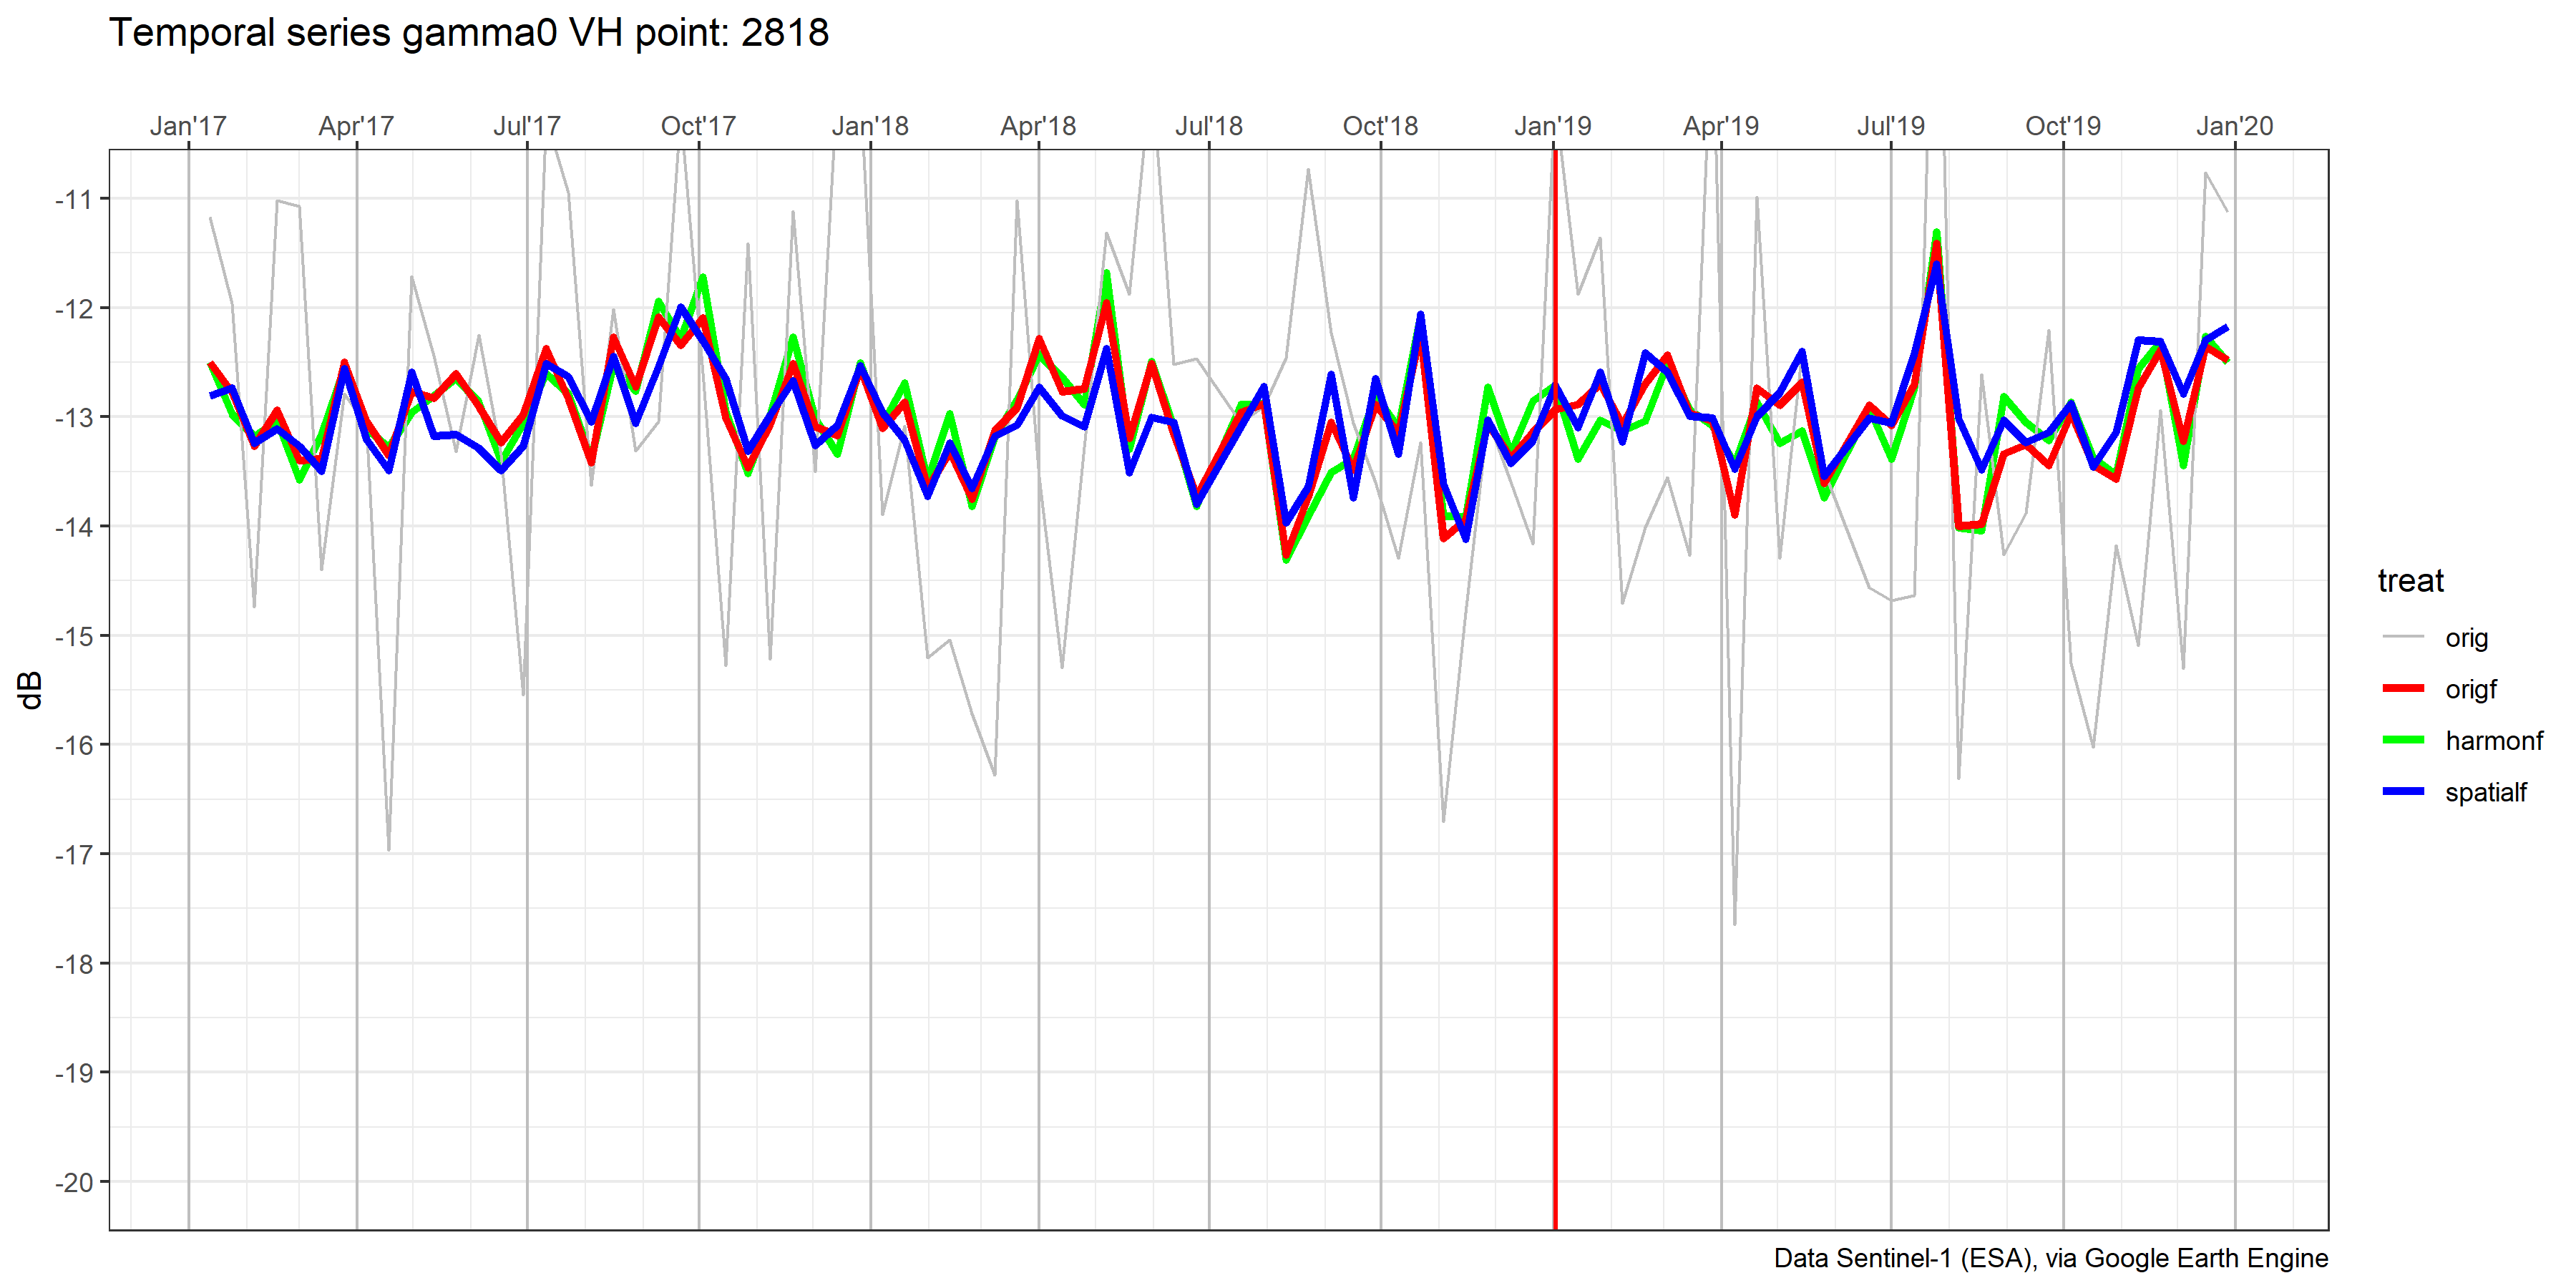 Temporal series gamma0 VH point: 2818
Jan'17 Apr'17 Jul'17 Oct'17 Jan'18 Apr'18 Jul'18 Oct'18 Jan'19 Apr'19 Jul'19 Oct'19 Jan'20
-11
-12
-13
-14
-15
-16
-17
-18
-19
-20
dB
treat
orig
origf
harmonf
spatialf
Data Sentinel-1 (ESA), via Google Earth Engine